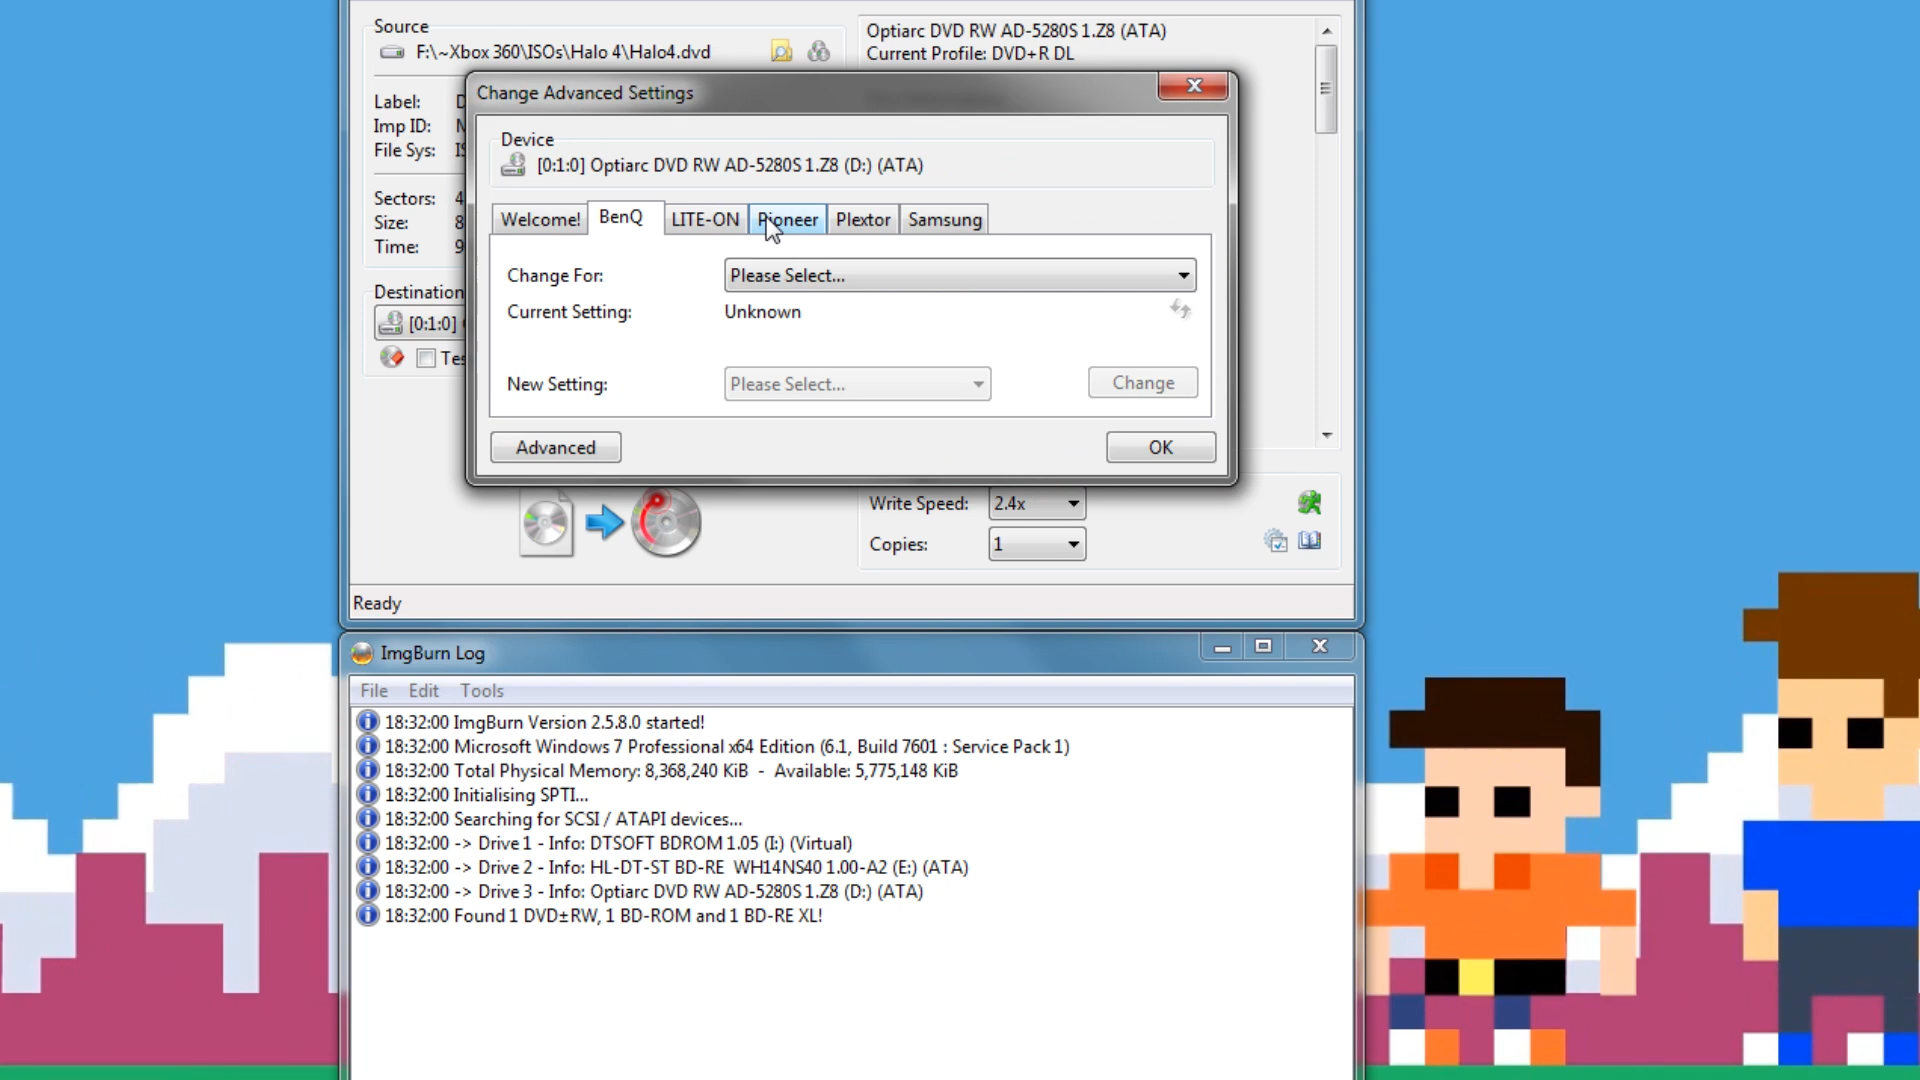 Source
F:\~Xbox 360\ISOs\Halo 4\Halo4.dvd
Optiarc DVD RW AD-5280S 1.Z8 (ATA)
Current Profile: DVD+R DL
Label:
Imp ID:
File Sys:
Sectors: 4
Size: 8
Time: 9
Destination
[0:1:0]
Change Advanced Settings
Device
[0:1:0] Optiarc DVD RW AD-5280S 1.Z8 (D:) (ATA)
Welcome! BenQ LITE-ON Pioneer Plextor Samsung
Change For: Please Select...
Current Setting: Unknown
New Setting: Please Select... Change
Advanced OK
Write Speed: 2.4x
Copies: 1
Ready
ImgBurn Log
File Edit Tools
18:32:00 ImgBurn Version 2.5.8.0 started!
18:32:00 Microsoft Windows 7 Professional x64 Edition (6.1, Build 7601 : Service Pack 1)
18:32:00 Total Physical Memory: 8,368,240 KiB - Available: 5,775,148 KiB
18:32:00 Initialising SPTI...
18:32:00 Searching for SCSI / ATAPI devices...
18:32:00 -> Drive 1 - Info: DTSOFT BDROM 1.05 (I:) (Virtual)
18:32:00 -> Drive 2 - Info: HL-DT-ST BD-RE WH14NS40 1.00-A2 (E:) (ATA)
18:32:00 -> Drive 3 - Info: Optiarc DVD RW AD-5280S 1.Z8 (D:) (ATA)
18:32:00 Found 1 DVD±RW, 1 BD-ROM and 1 BD-RE XL!